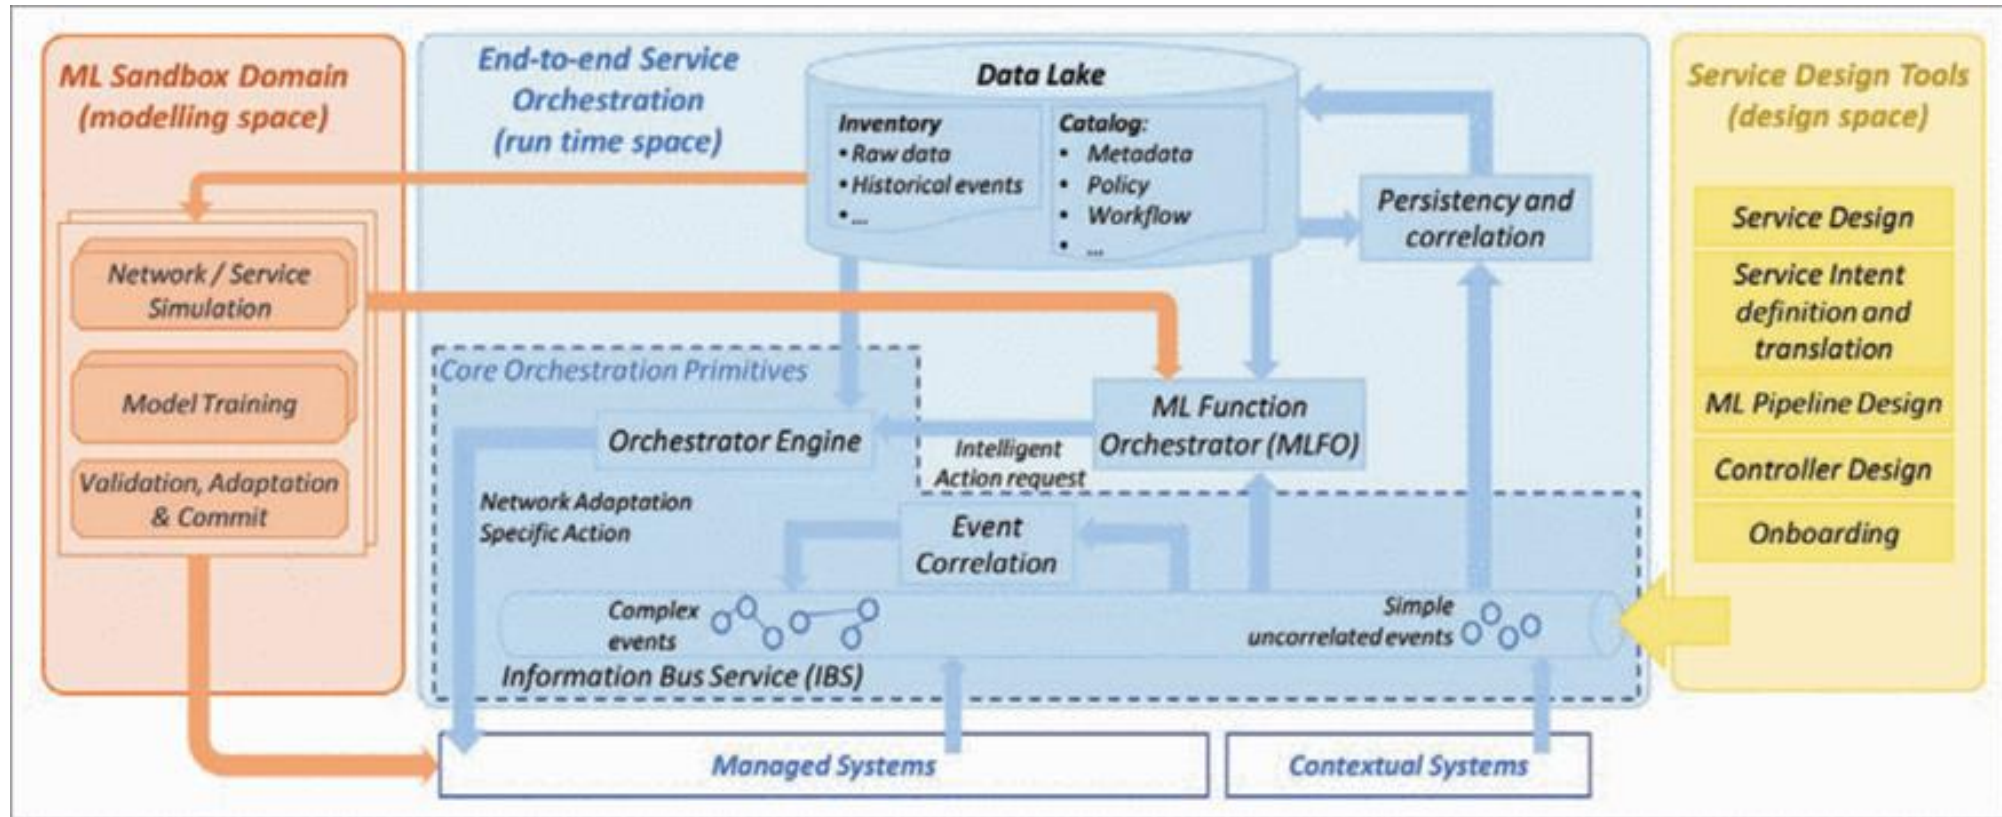 ML Sandbox Domain
(modelling space)
Network / Service
Simulation
Model Training
Validation, Adaptation
& Commit
End-to-end Service
Orchestration
(run time space)
Data Lake
Inventory
• Raw data
• Historical events
• ...
Catalog:
• Metadata
• Policy
• Workflow
• ...
Persistency and
correlation
Core Orchestration Primitives
Orchestrator Engine
Intelligent
Action request
ML Function
Orchestrator (MLFO)
Network Adaptation
Specific Action
Event
Correlation
Complex
events
Simple
uncorrelated events
Information Bus Service (IBS)
Managed Systems
Contextual Systems
Service Design Tools
(design space)
Service Design
Service Intent
definition and
translation
ML Pipeline Design
Controller Design
Onboarding